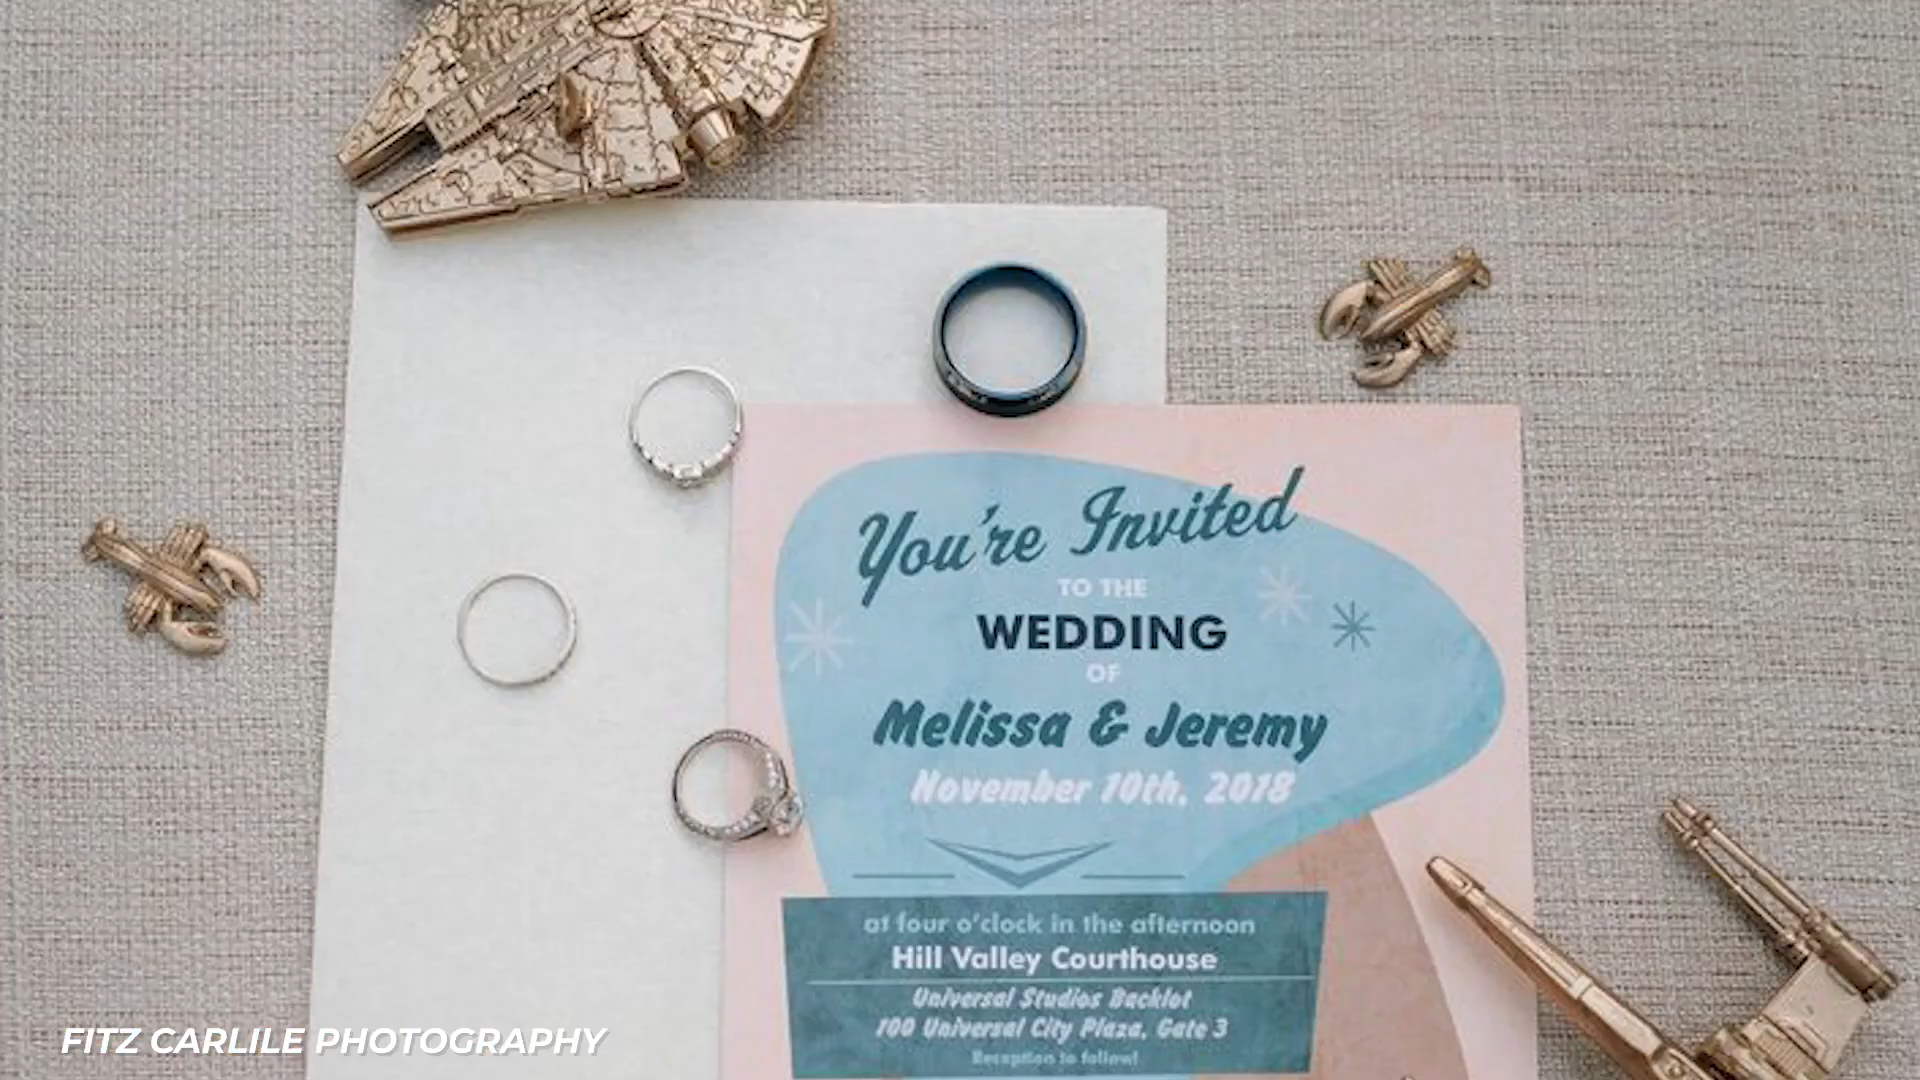 You're Invited
TO THE
WEDDING
OF
Melissa & Jeremy
November 10th, 2018
at four o'clock in the afternoon
Hill Valley Courthouse
Universal Studios Backlot
100 Universal City Plaza, Gate 3
Reception to follow!
FITZ CARLILE PHOTOGRAPHY